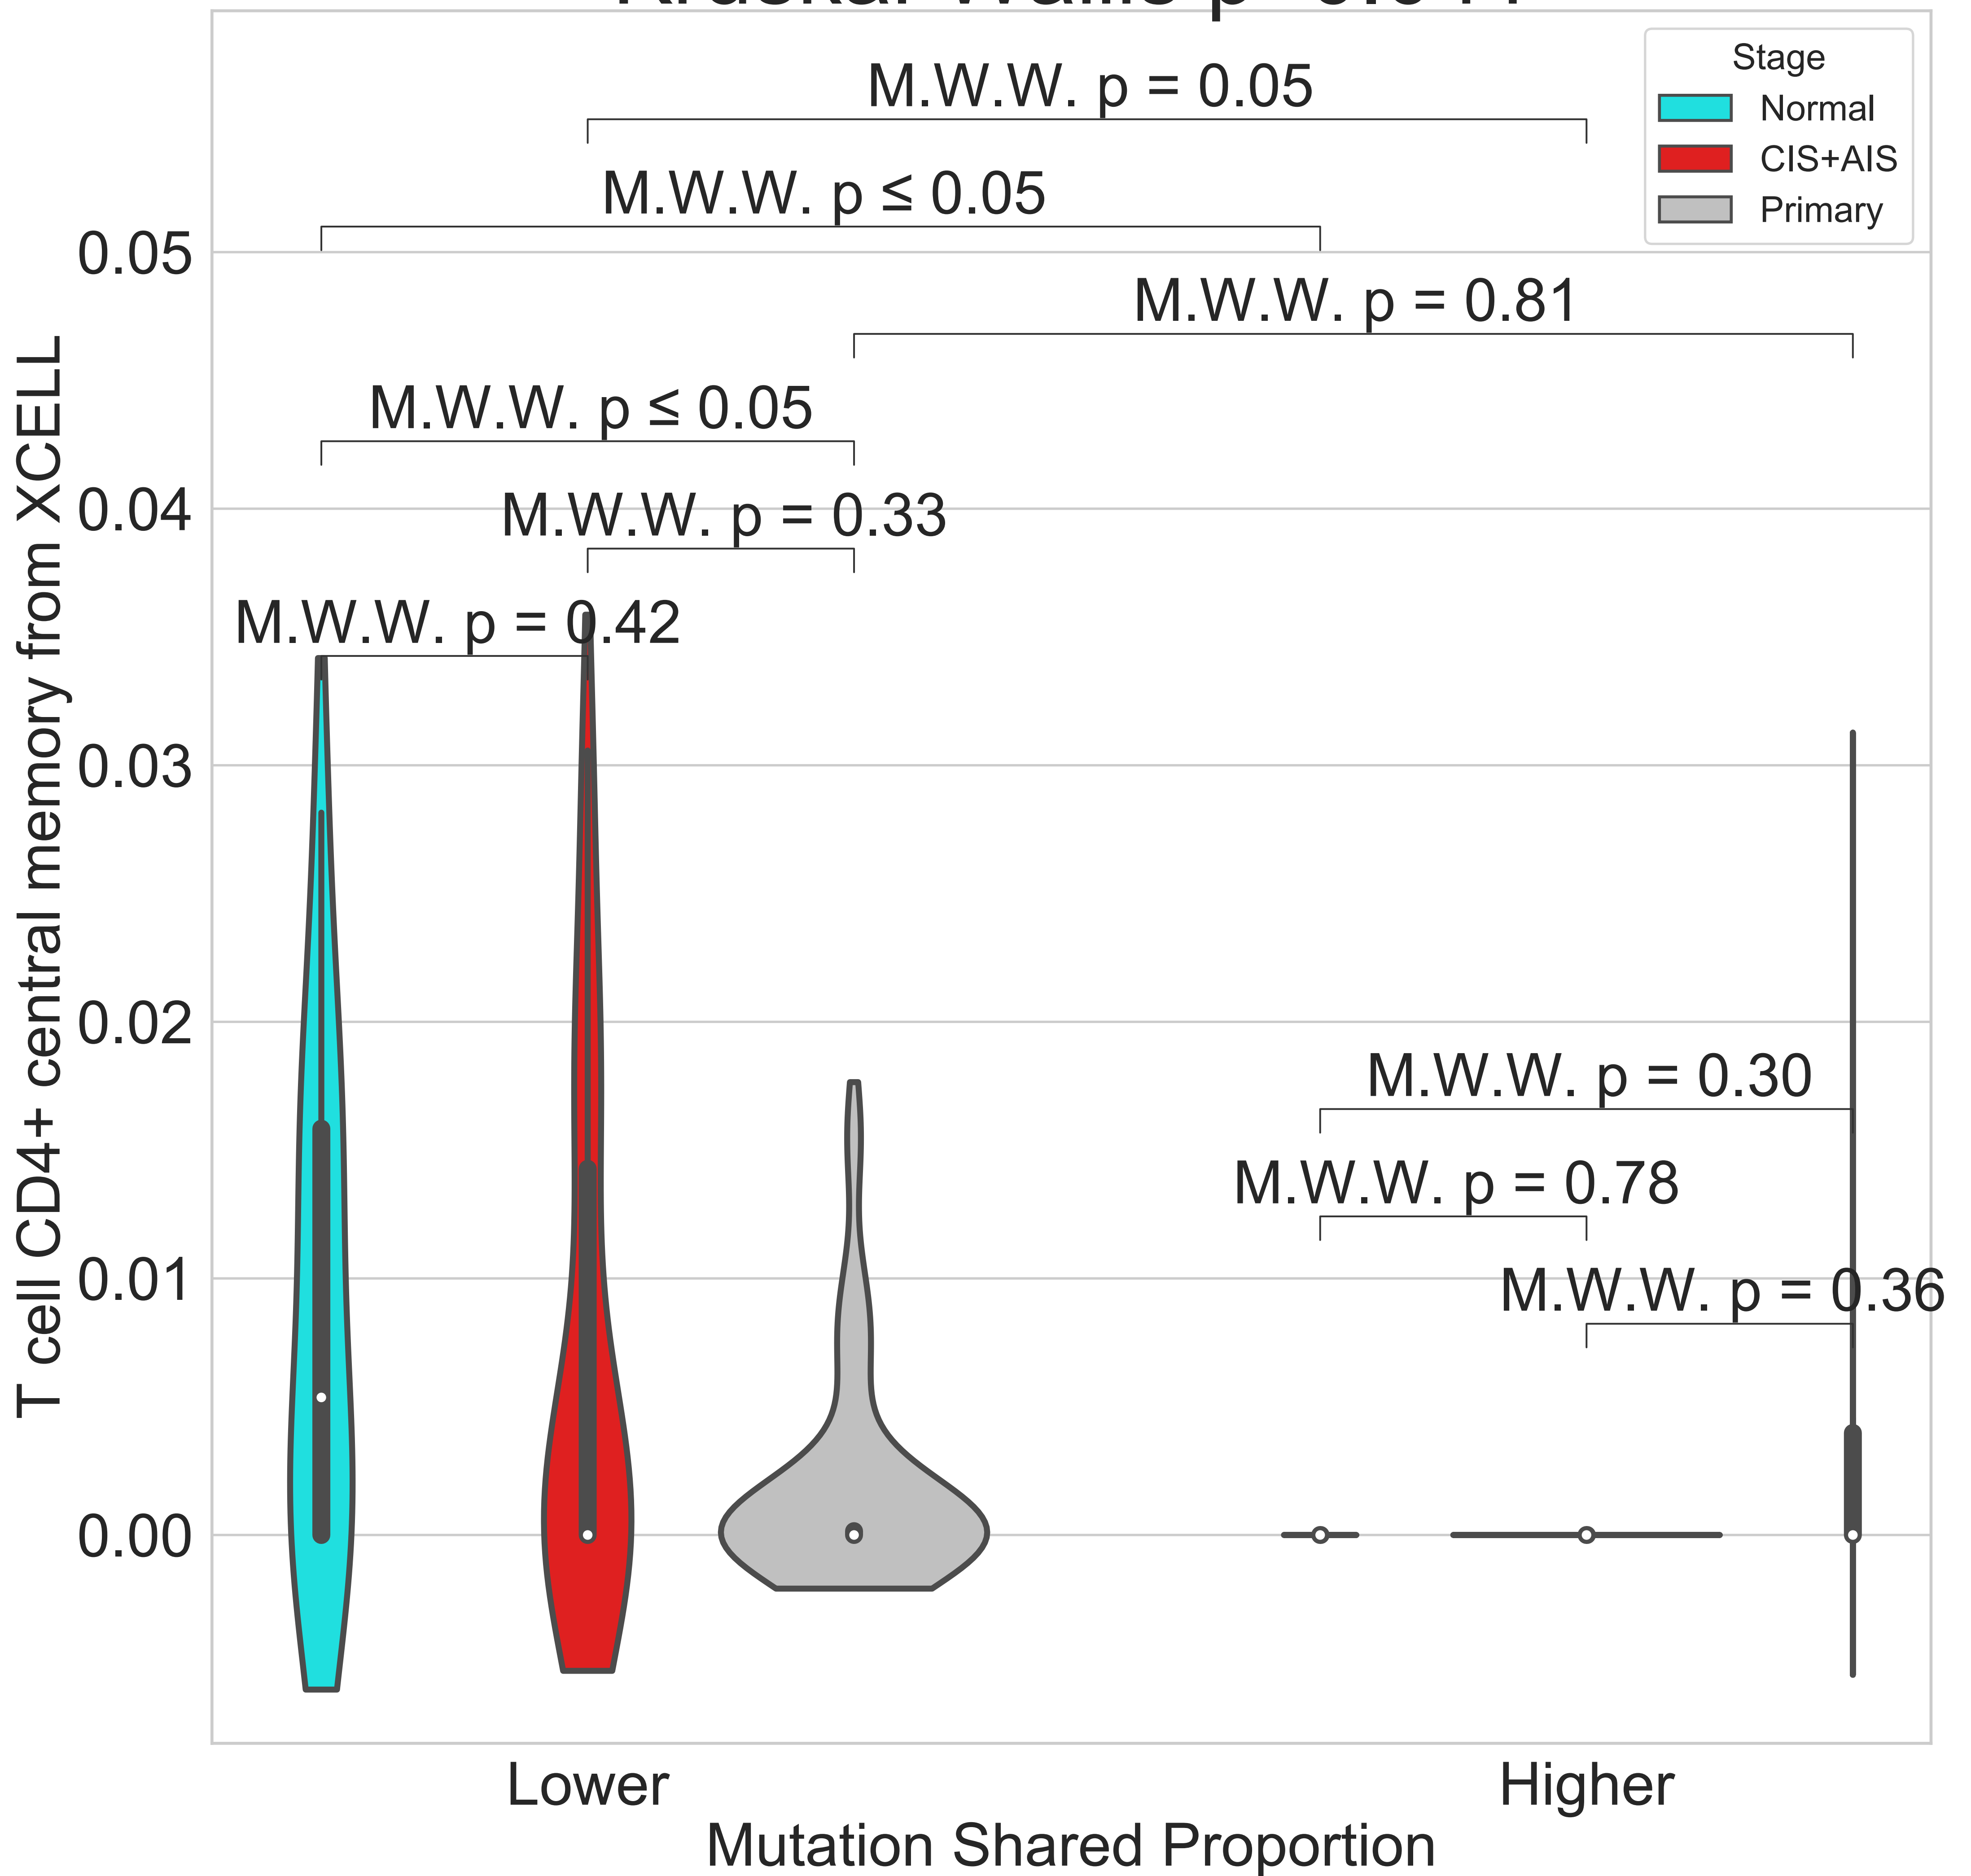 M.W.W. p = 0.05
M.W.W. p ≤ 0.05
M.W.W. p = 0.81
M.W.W. p ≤ 0.05
M.W.W. p = 0.33
M.W.W. p = 0.42
M.W.W. p = 0.30
M.W.W. p = 0.78
M.W.W. p = 0.36
Stage
Normal
CIS+AIS
Primary
T cell CD4+ central memory from XCELL
0.05
0.04
0.03
0.02
0.01
0.00
Lower
Higher
Mutation Shared Proportion